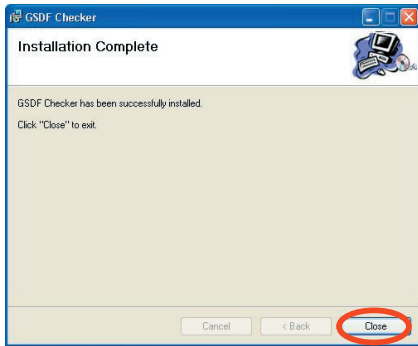 GSDF Checker
Installation Complete
GSDF Checker has been successfully installed.
Click "Close" to exit.
Cancel
< Back
Close